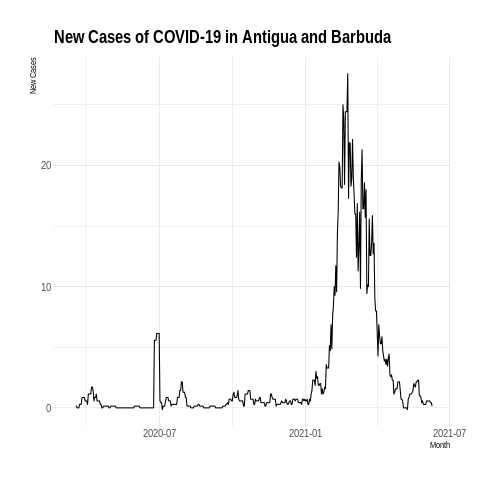 New Cases of COVID-19 in Antigua and Barbuda
New Cases
20
10
0
2020-07
2021-01
2021-07
Month